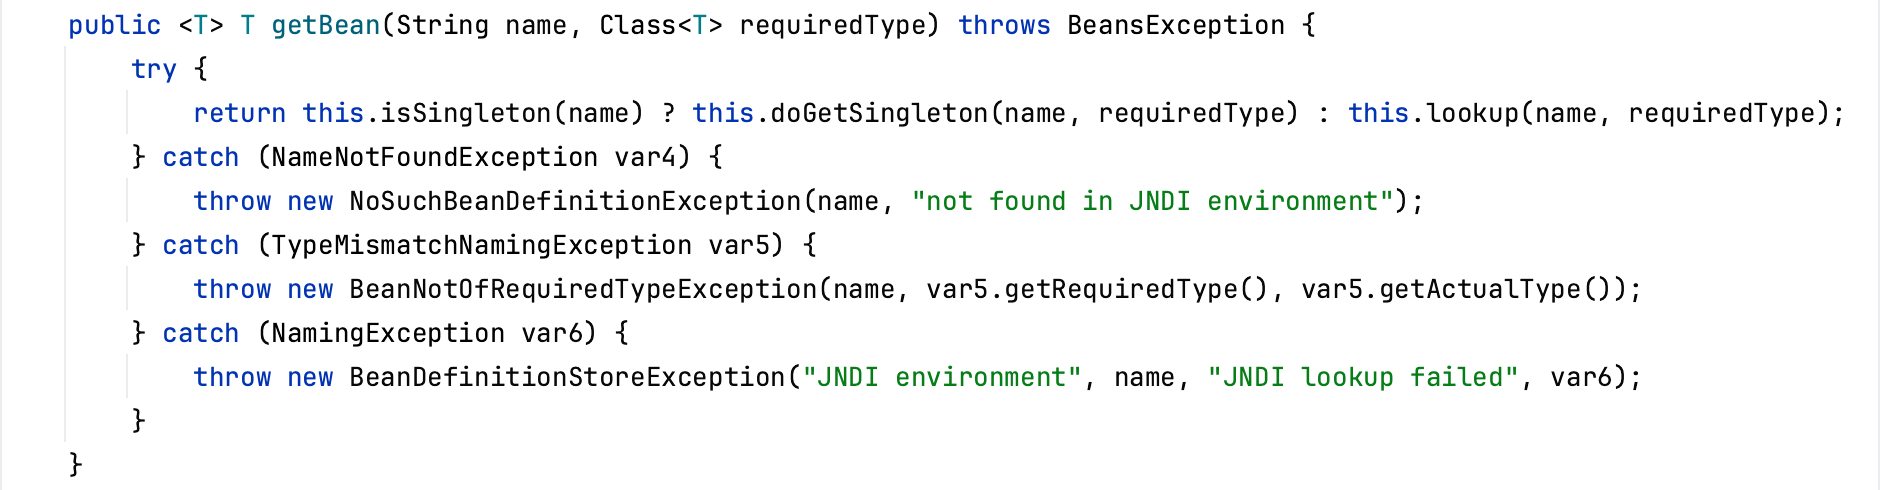 public <T> T getBean(String name, Class<T> requiredType) throws BeansException {
    try {
        return this.isSingleton(name) ? this.doGetSingleton(name, requiredType) : this.lookup(name, requiredType);
    } catch (NameNotFoundException var4) {
        throw new NoSuchBeanDefinitionException(name, "not found in JNDI environment");
    } catch (TypeMismatchNamingException var5) {
        throw new BeanNotOfRequiredTypeException(name, var5.getRequiredType(), var5.getActualType());
    } catch (NamingException var6) {
        throw new BeanDefinitionStoreException("JNDI environment", name, "JNDI lookup failed", var6);
    }
}